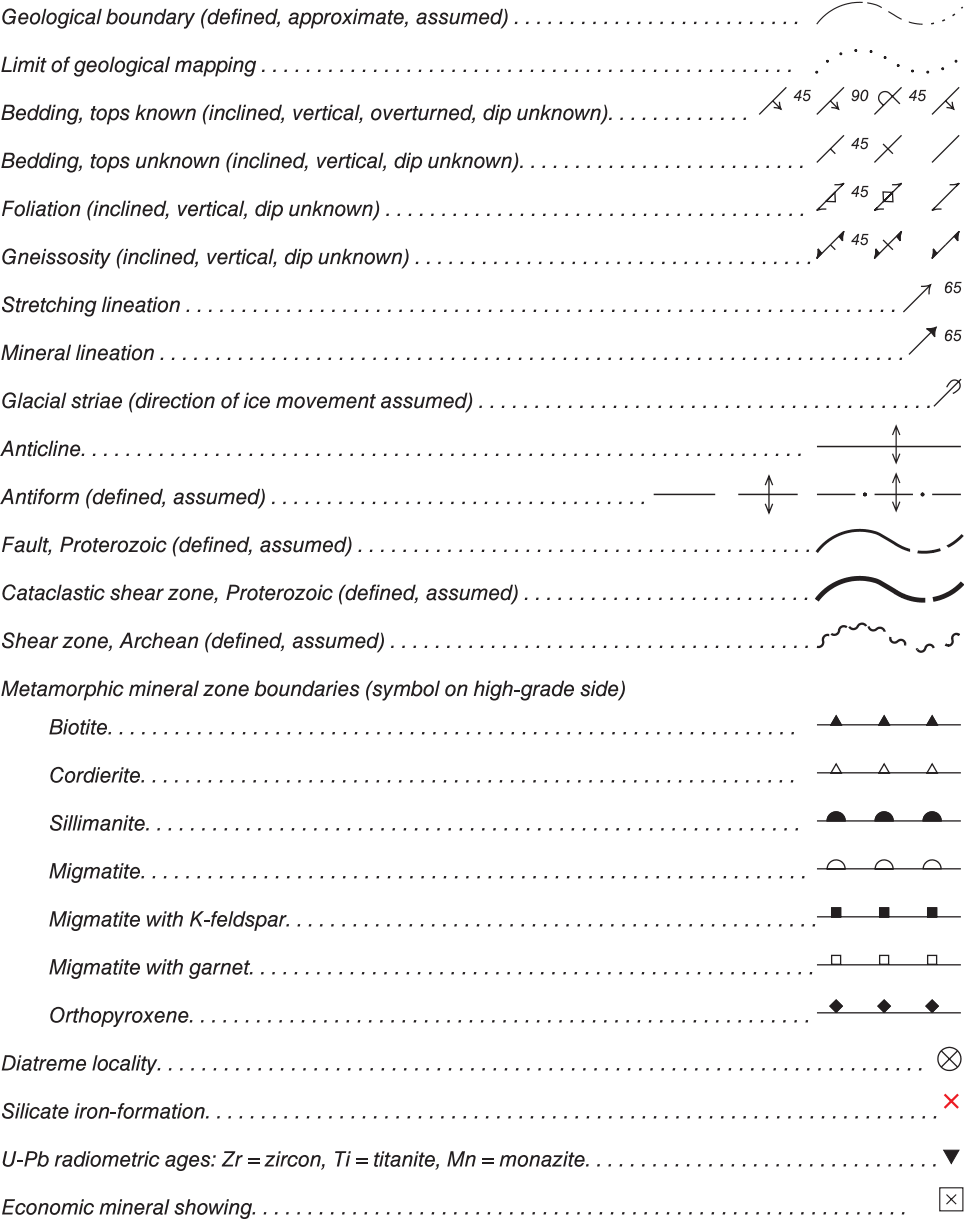 Geological boundary (defined, approximate, assumed)
Limit of geological mapping
Bedding, tops known (inclined, vertical, overturned, dip unknown). 45 90 45
Bedding, tops unknown (inclined, vertical, dip unknown). 45
Foliation (inclined, vertical, dip unknown) 45
Gneissosity (inclined, vertical, dip unknown) 45
Stretching lineation 65
Mineral lineation 65
Glacial striae (direction of ice movement assumed)
Anticline.
Antiform (defined, assumed)
Fault, Proterozoic (defined, assumed)
Cataclastic shear zone, Proterozoic (defined, assumed)
Shear zone, Archean (defined, assumed)
Metamorphic mineral zone boundaries (symbol on high-grade side)
Biotite.
Cordierite.
Sillimanite.
Migmatite.
Migmatite with K-feldspar.
Migmatite with garnet.
Orthopyroxene.
Diatreme locality.
Silicate iron-formation.
U-Pb radiometric ages: Zr = zircon, Ti = titanite, Mn = monazite.
Economic mineral showing.